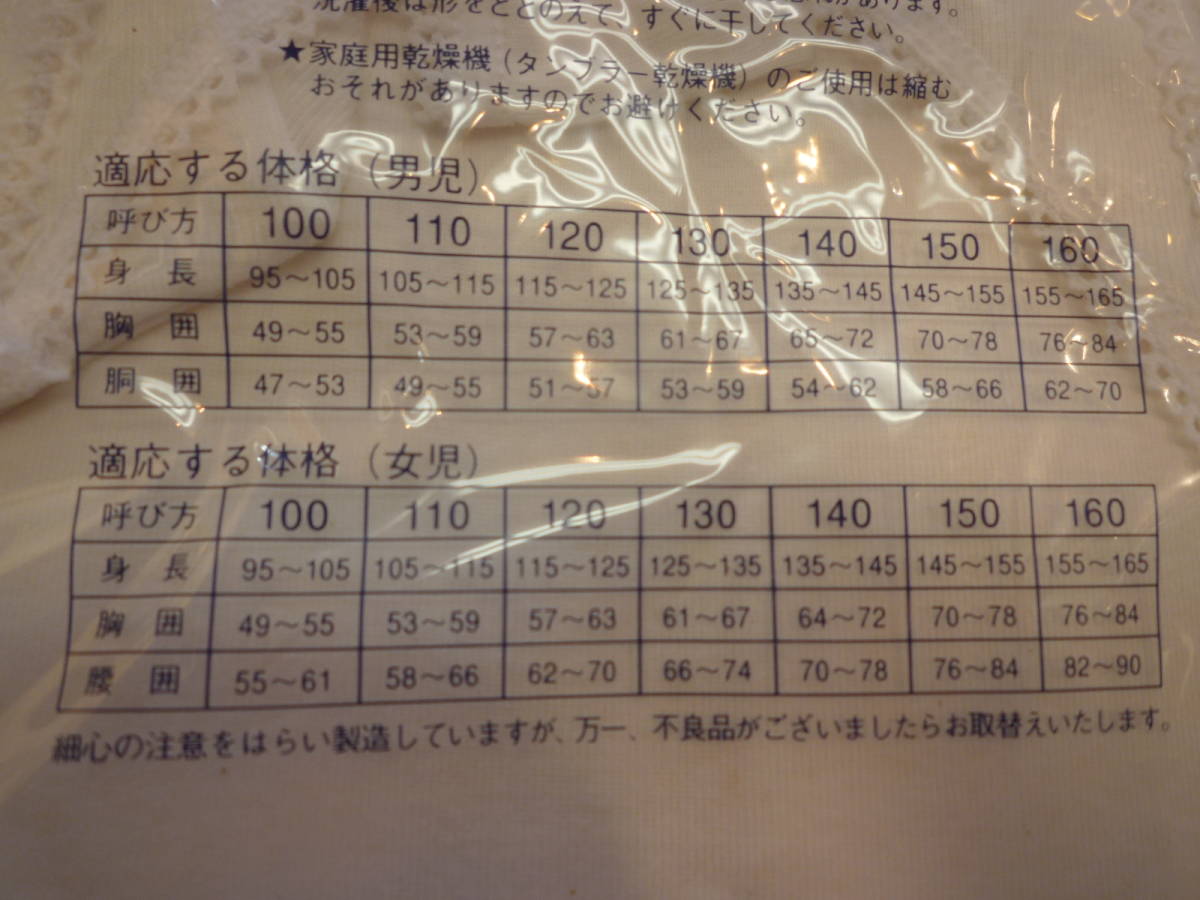 洗濯後は形をととのえて、すぐに干してください。
★家庭用乾燥機(タンブラー乾燥機)のご使用は縮む
おそれがありますのでお避けください。
適応する体格(男児)
呼び方 100 110 120 130 140 150 160
身長 95～105 105～115 115～125 125～135 135～145 145～155 155～165
胸囲 49～55 53～59 57～63 61～67 65～72 70～78 76～84
胴囲 47～53 49～55 51～57 53～59 54～62 58～66 62～70
適応する体格(女児)
呼び方 100 110 120 130 140 150 160
身長 95～105 105～115 115～125 125～135 135～145 145～155 155～165
胸囲 49～55 53～59 57～63 61～67 64～72 70～78 76～84
腰囲 55～61 58～66 62～70 66～74 70～78 76～84 82～90
細心の注意をはらい製造していますが、万一、不良品がございましたらお取替えいたします。